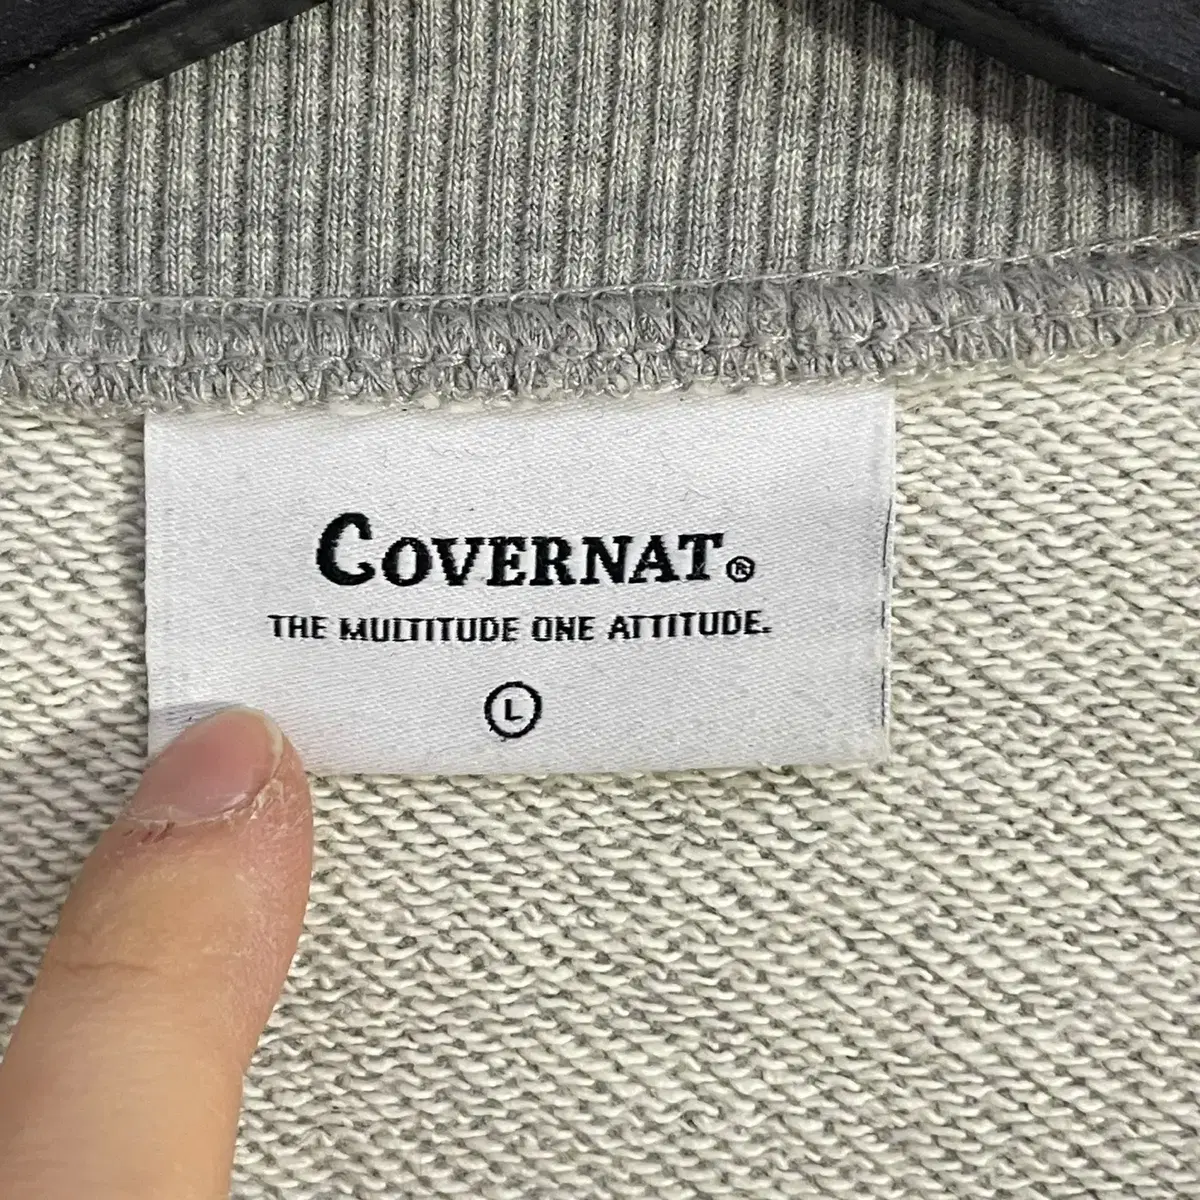 COVERNAT®
THE MULTITUDE ONE ATTITUDE.
L